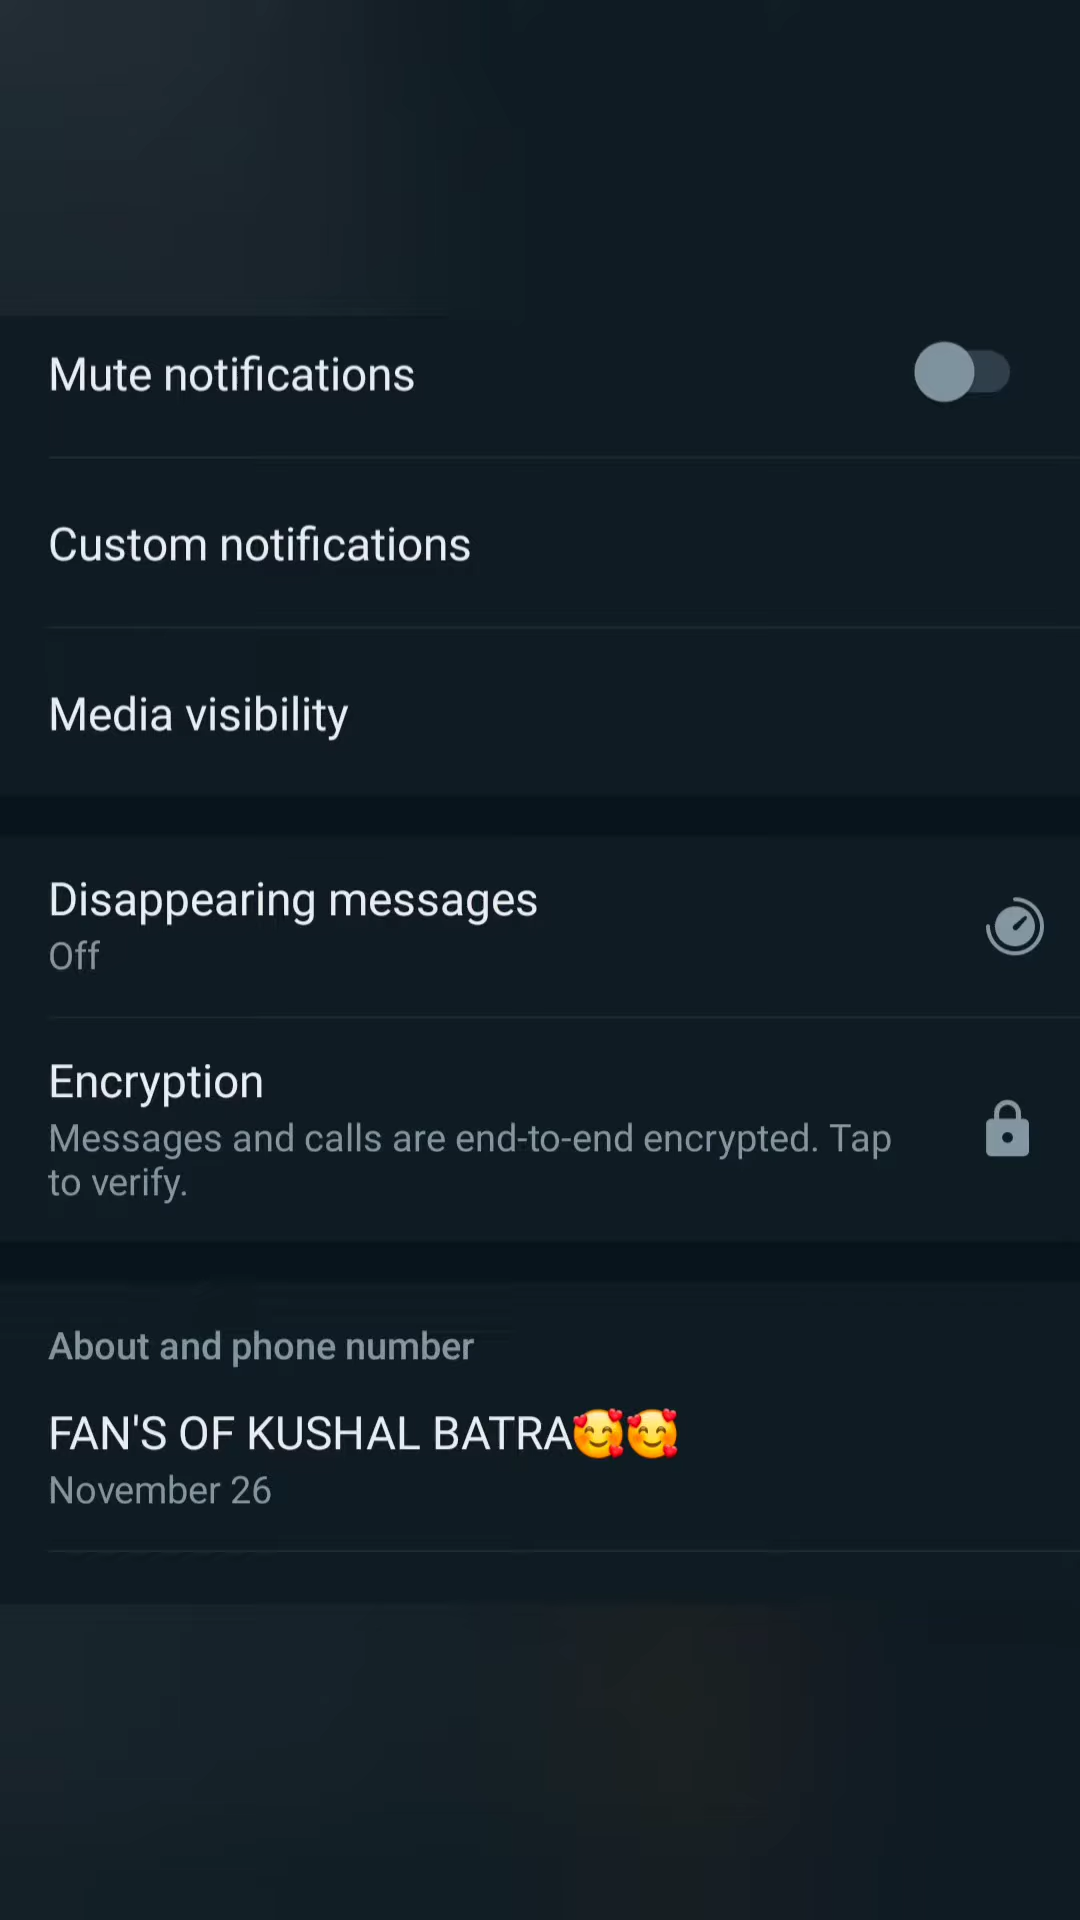 Mute notifications
Custom notifications
Media visibility
Disappearing messages
Off
Encryption
Messages and calls are end-to-end encrypted. Tap
to verify.
About and phone number
FAN'S OF KUSHAL BATRA🥰🥰
November 26